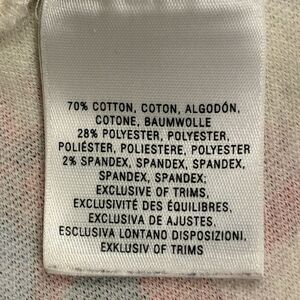 70% COTTON, COTON, ALGODÓN,
COTONE, BAUMWOLLE
28% POLYESTER, POLYESTER,
POLIÉSTER, POLIESTERE, POLYESTER
2% SPANDEX, SPANDEX, SPANDEX,
SPANDEX, SPANDEX;
EXCLUSIVE OF TRIMS,
EXCLUSIVITÉ DES ÉQUILIBRES,
EXCLUSIVA DE AJUSTES,
ESCLUSIVA LONTANO DISPOSIZIONI,
EXKLUSIV OF TRIMS